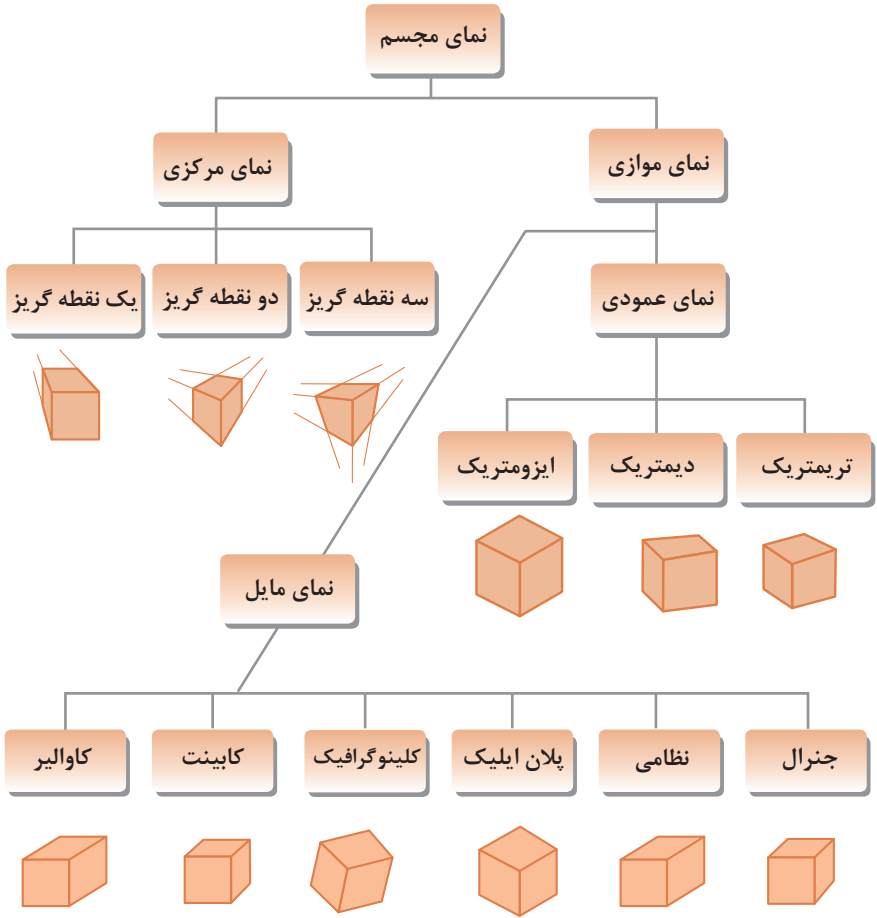 نمای مجسم
نمای موازی
نمای مرکزی
سه نقطه گریز
دو نقطه گریز
یک نقطه گریز
نمای عمودی
تریمتریک
دیمتریک
ایزومتریک
نمای مایل
جنرال
نظامی
پلان ایلیک
کلینوگرافیک
کابینت
کاوالیر